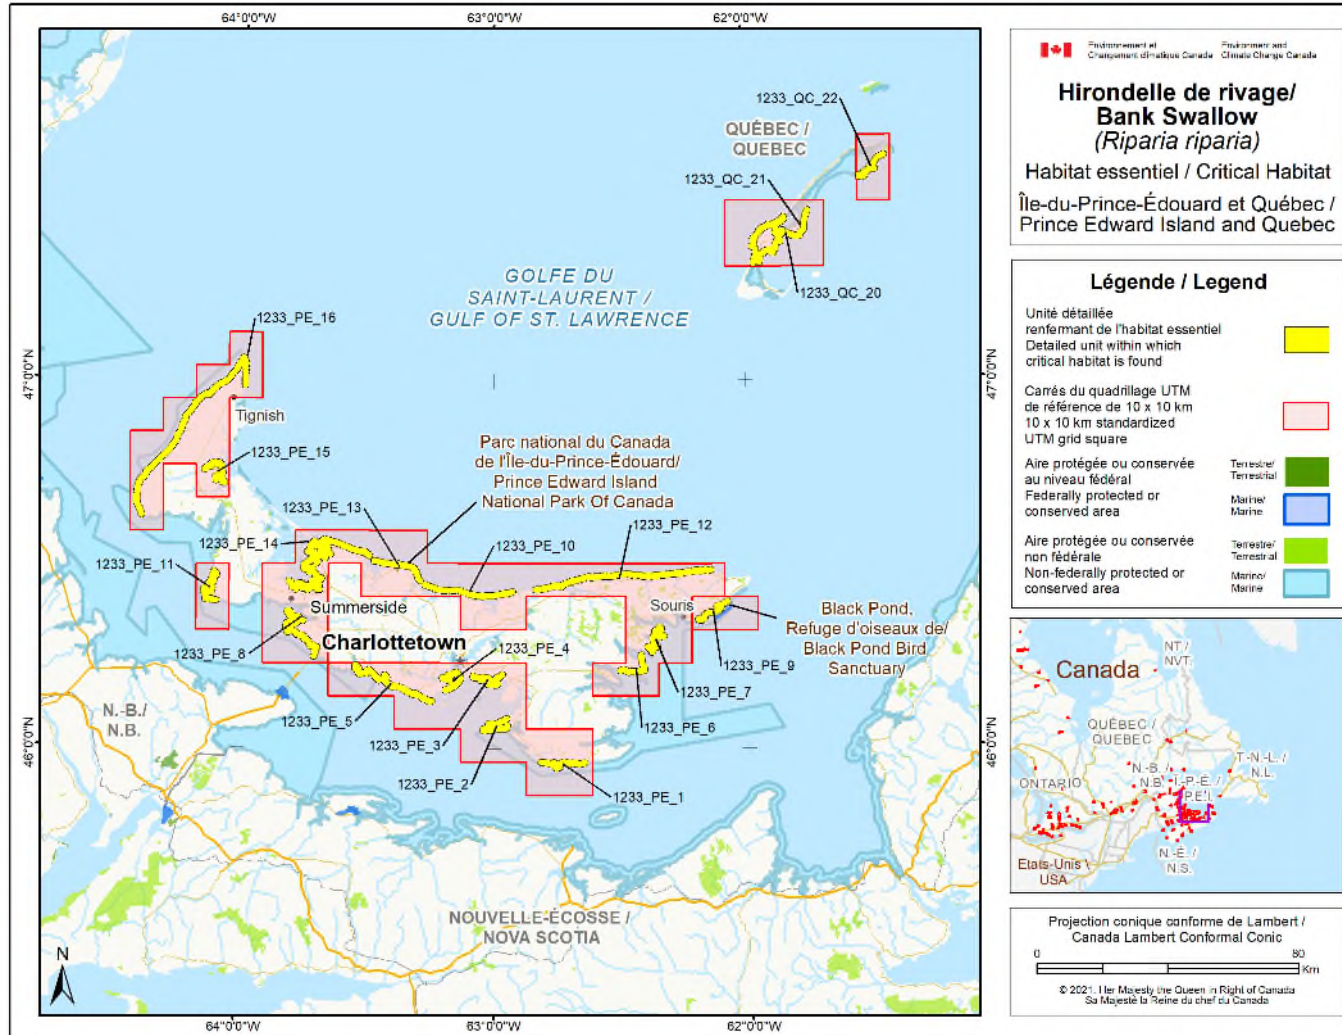 64°0'0"W
63°0'0"W
62°0'0"W
47°0'0"N
46°0'0"N
47°0'0"N
46°0'0"N
1233_QC_22
QUÉBEC /
QUEBEC
1233_QC_21
1233_QC_20
GOLFE DU
SAINT-LAURENT /
GULF OF ST. LAWRENCE
1233_PE_16
Tignish
1233_PE_15
Parc national du Canada
de l'Île-du-Prince-Édouard/
Prince Edward Island
National Park Of Canada
1233_PE_13
1233_PE_12
1233_PE_14
1233_PE_10
1233_PE_11
Summerside
Souris
Charlottetown
Black Pond,
Refuge d'oiseaux de/
Black Pond Bird
Sanctuary
1233_PE_8
1233_PE_4
1233_PE_9
1233_PE_7
1233_PE_5
1233_PE_6
1233_PE_3
1233_PE_2
1233_PE_1
N.-B./
N.B.
NOUVELLE-ÉCOSSE /
NOVA SCOTIA
N
64°0'0"W
63°0'0"W
62°0'0"W
Environnement et
Changement climatique Canada
Environment and
Climate Change Canada
Hirondelle de rivage/
Bank Swallow
(Riparia riparia)
Habitat essentiel / Critical Habitat
Île-du-Prince-Édouard et Québec /
Prince Edward Island and Quebec
Légende / Legend
Unité détaillée
renfermant de l'habitat essentiel
Detailed unit within which
critical habitat is found
Carrés du quadrillage UTM
de référence de 10 x 10 km
10 x 10 km standardized
UTM grid square
Aire protégée ou conservée
au niveau fédéral
Federally protected or
conserved area
Terrestre/
Terrestrial
Marine/
Marine
Aire protégée ou conservée
non fédérale
Non-federally protected or
conserved area
Terrestre/
Terrestrial
Marine/
Marine
Canada
NT /
NVT.
QUÉBEC /
QUEBEC
T.-N.-L. /
N.L.
ONTARIO
N.-B. /
N.B.
Î.-P.-É. /
P.E.I.
N.-É. /
N.S.
Etats-Unis
USA
Projection conique conforme de Lambert /
Canada Lambert Conformal Conic
0
80
Km
© 2021. Her Majesty the Queen in Right of Canada
Sa Majesté la Reine du chef du Canada